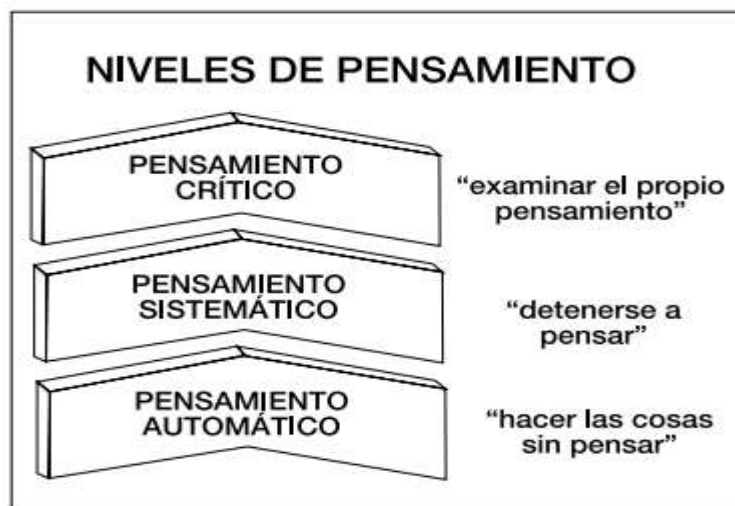 NIVELES DE PENSAMIENTO
PENSAMIENTO
CRÍTICO
“examinar el propio
pensamiento”
PENSAMIENTO
SISTEMÁTICO
“detenerse a
pensar”
PENSAMIENTO
AUTOMÁTICO
“hacer las cosas
sin pensar”